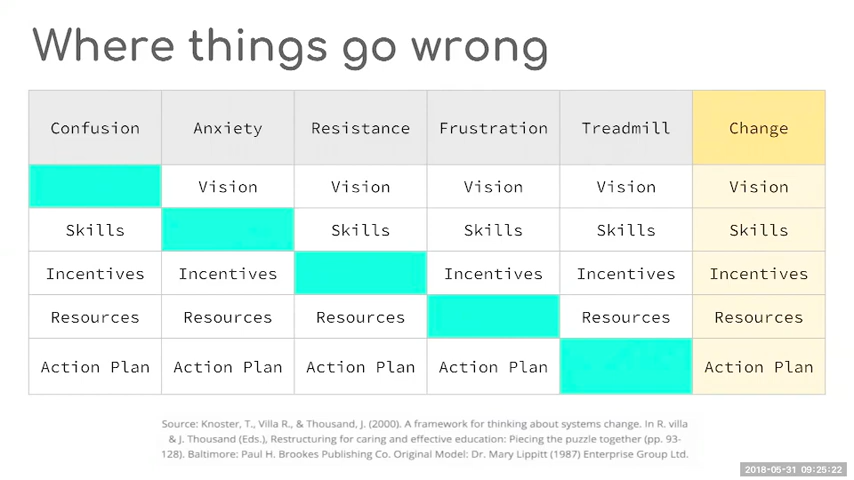 Where things go wrong
Confusion Anxiety Resistance Frustration Treadmill Change
Vision Vision Vision Vision Vision
Skills Skills Skills Skills Skills
Incentives Incentives Incentives Incentives Incentives
Resources Resources Resources Resources Resources
Action Plan Action Plan Action Plan Action Plan Action Plan
Source: Knoster, T., Villa R., & Thousand, J. (2000). A framework for thinking about systems change. In R. villa
& J. Thousand (Eds.), Restructuring for caring and effective education: Piecing the puzzle together (pp. 93-
128). Baltimore: Paul H. Brookes Publishing Co. Original Model: Dr. Mary Lippitt (1987) Enterprise Group Ltd.
2018-05-31 09:25:22